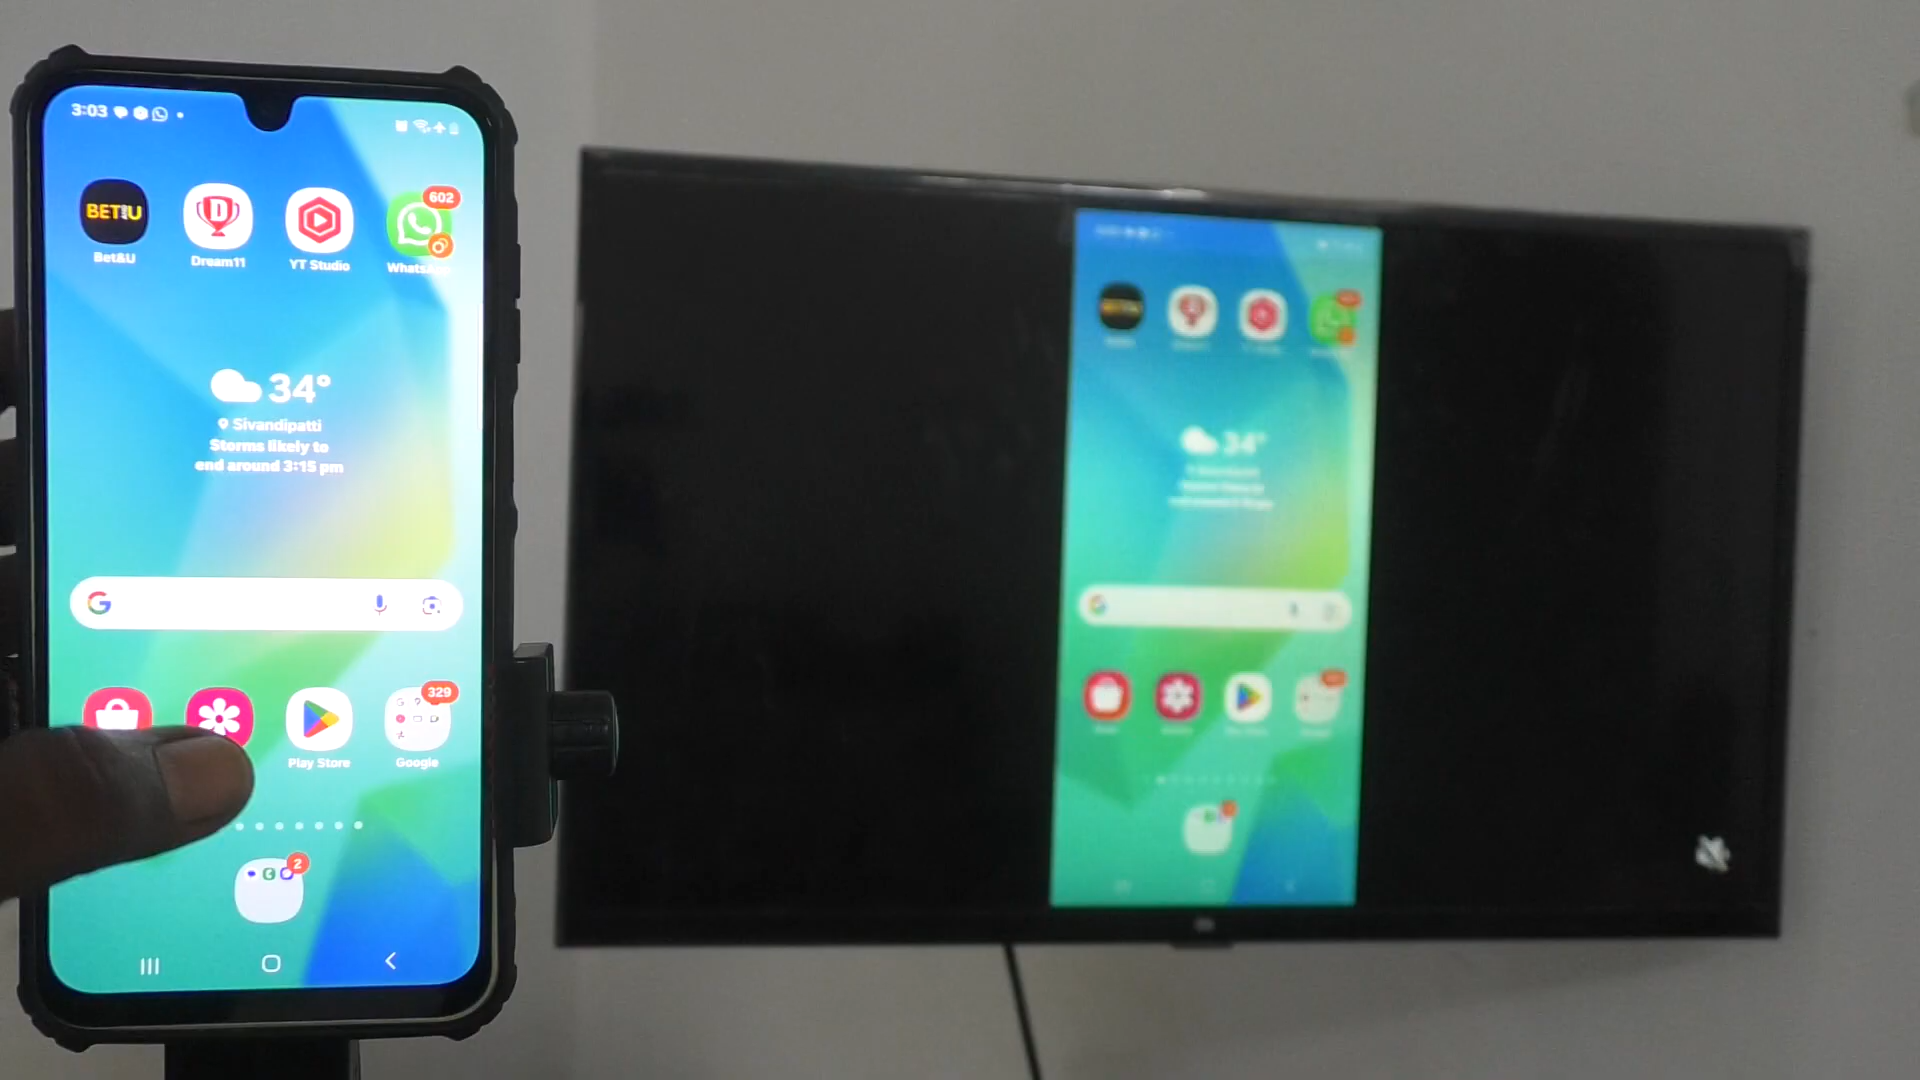 3:03
BET U
602
Bet&U
Dream11
YT Studio
34°
Sivandipatti
Storms likely to
end around 3:15 pm
G
329
Play Store
Google
2
34°